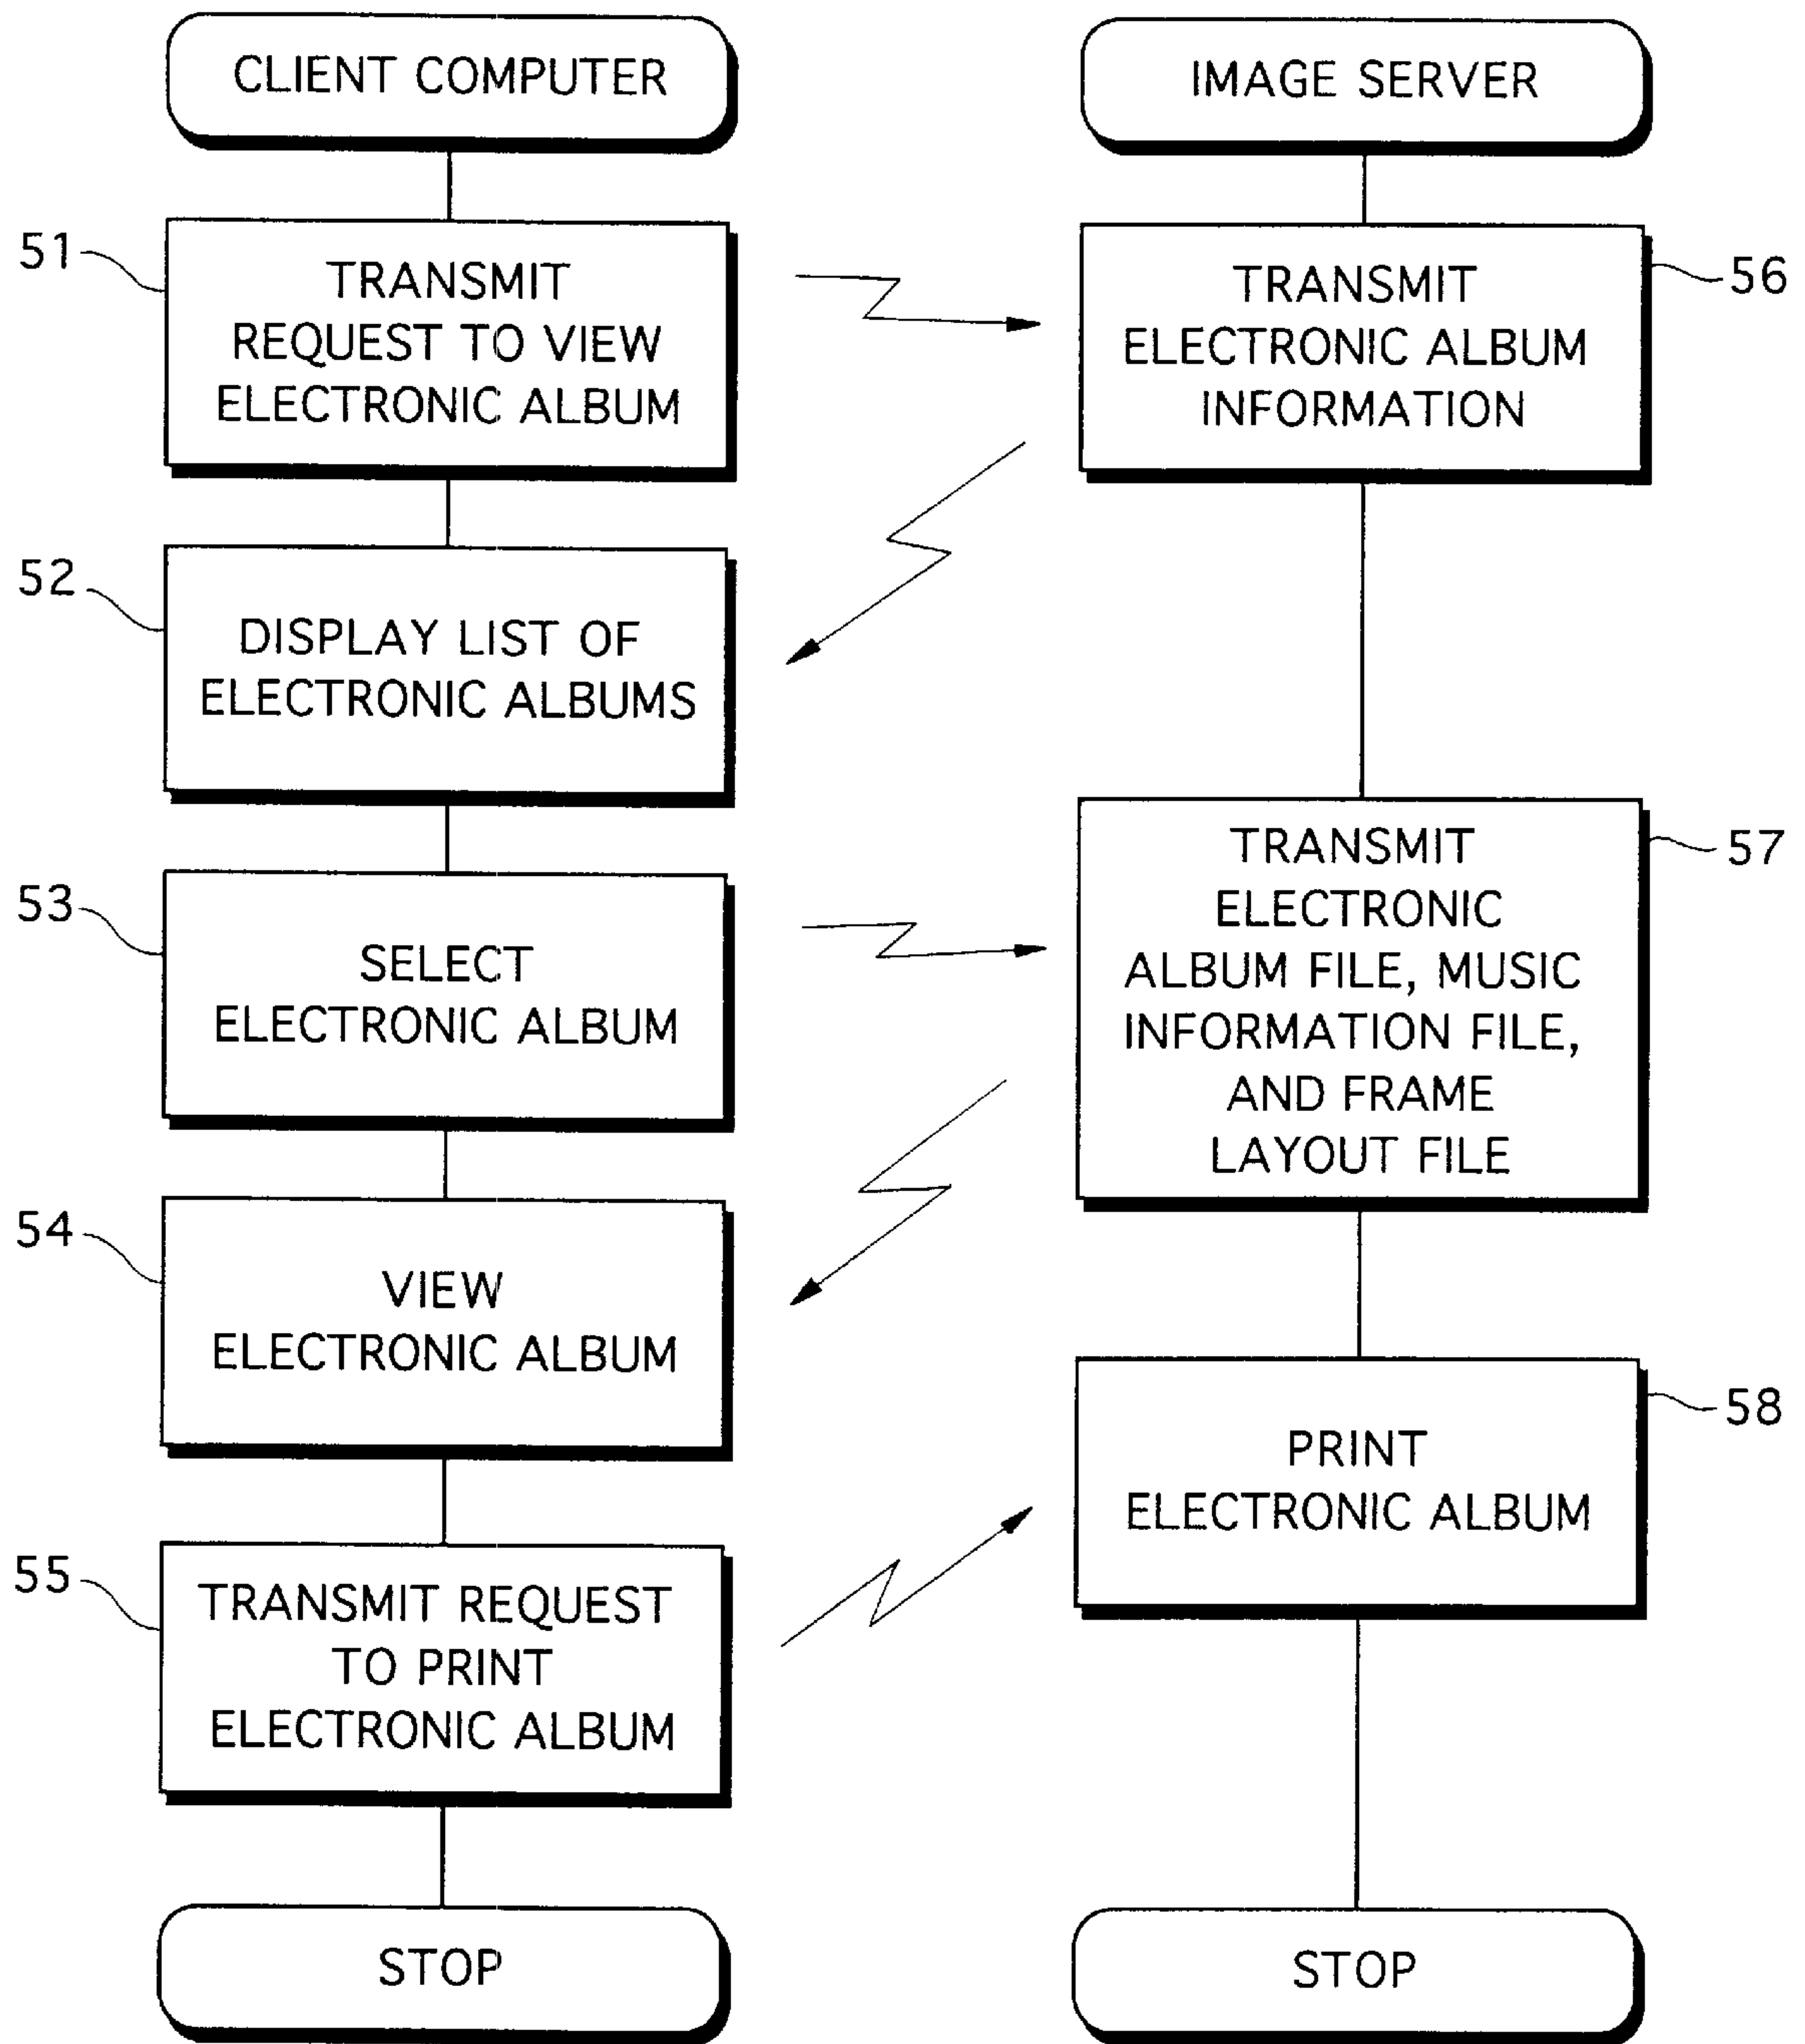 CLIENT COMPUTER
51
TRANSMIT
REQUEST TO VIEW
ELECTRONIC ALBUM
52
DISPLAY LIST OF
ELECTRONIC ALBUMS
53
SELECT
ELECTRONIC ALBUM
54
VIEW
ELECTRONIC ALBUM
55
TRANSMIT REQUEST
TO PRINT
ELECTRONIC ALBUM
STOP
IMAGE SERVER
56
TRANSMIT
ELECTRONIC ALBUM
INFORMATION
57
TRANSMIT
ELECTRONIC
ALBUM FILE, MUSIC
INFORMATION FILE,
AND FRAME
LAYOUT FILE
58
PRINT
ELECTRONIC ALBUM
STOP